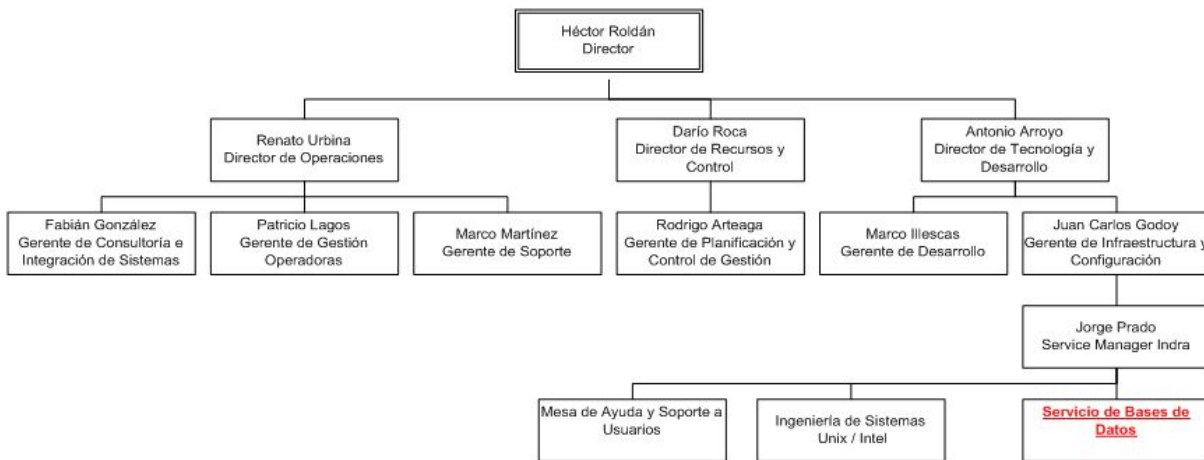 Héctor Roldán
Director
Renato Urbina
Director de Operaciones
Darío Roca
Director de Recursos y
Control
Antonio Arroyo
Director de Tecnología y
Desarrollo
Fabián González
Gerente de Consultoría e
Integración de Sistemas
Patricio Lagos
Gerente de Gestión
Operadoras
Marco Martínez
Gerente de Soporte
Rodrigo Arteaga
Gerente de Planificación y
Control de Gestión
Marco Illescas
Gerente de Desarrollo
Juan Carlos Godoy
Gerente de Infraestructura y
Configuración
Jorge Prado
Service Manager Indra
Mesa de Ayuda y Soporte a
Usuarios
Ingeniería de Sistemas
Unix / Intel
Servicio de Bases de
Datos